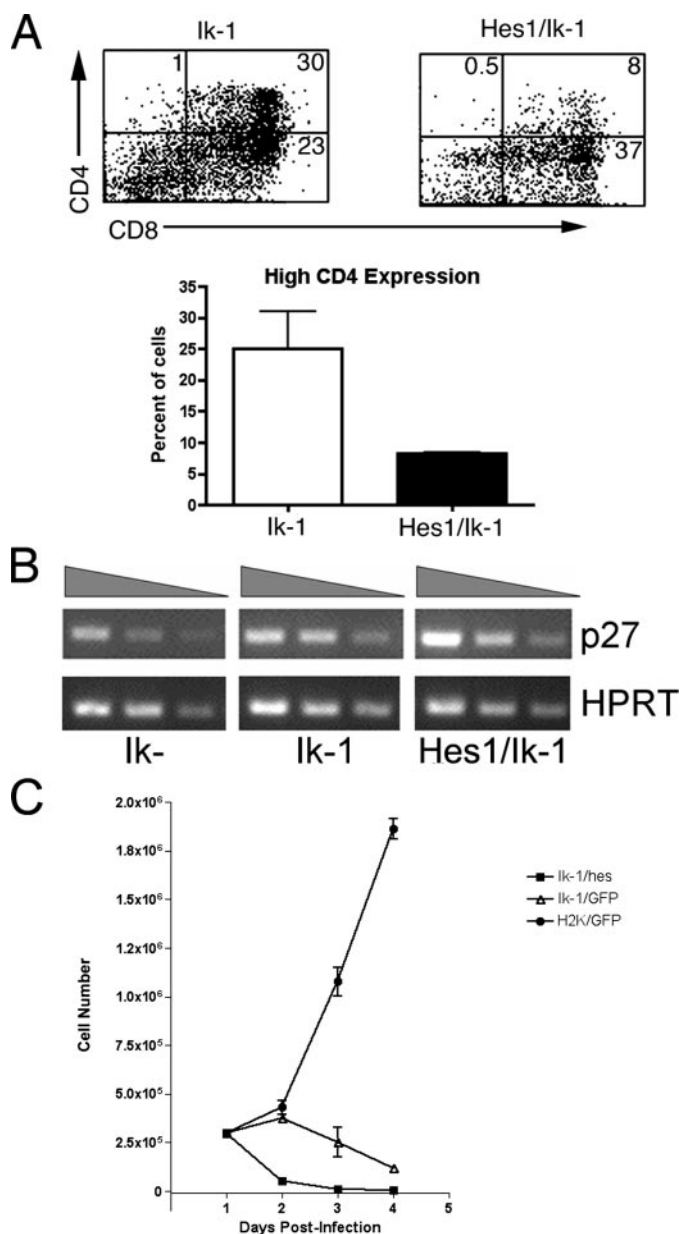 A
Ik-1
Hes1/Ik-1
1
30
23
0.5
8
37
CD4
CD8
High CD4 Expression
Percent of cells
35
30
25
20
15
10
5
0
Ik-1
Hes1/Ik-1
B
p27
HPRT
Ik-
Ik-1
Hes1/Ik-1
C
Cell Number
2.0x10⁶
1.8x10⁶
1.5x10⁶
1.2x10⁶
1.0x10⁶
7.5x10⁵
5.0x10⁵
2.5x10⁵
0
1 2 3 4 5
Days Post-Infection
Ik-1/hes
Ik-1/GFP
H2K/GFP